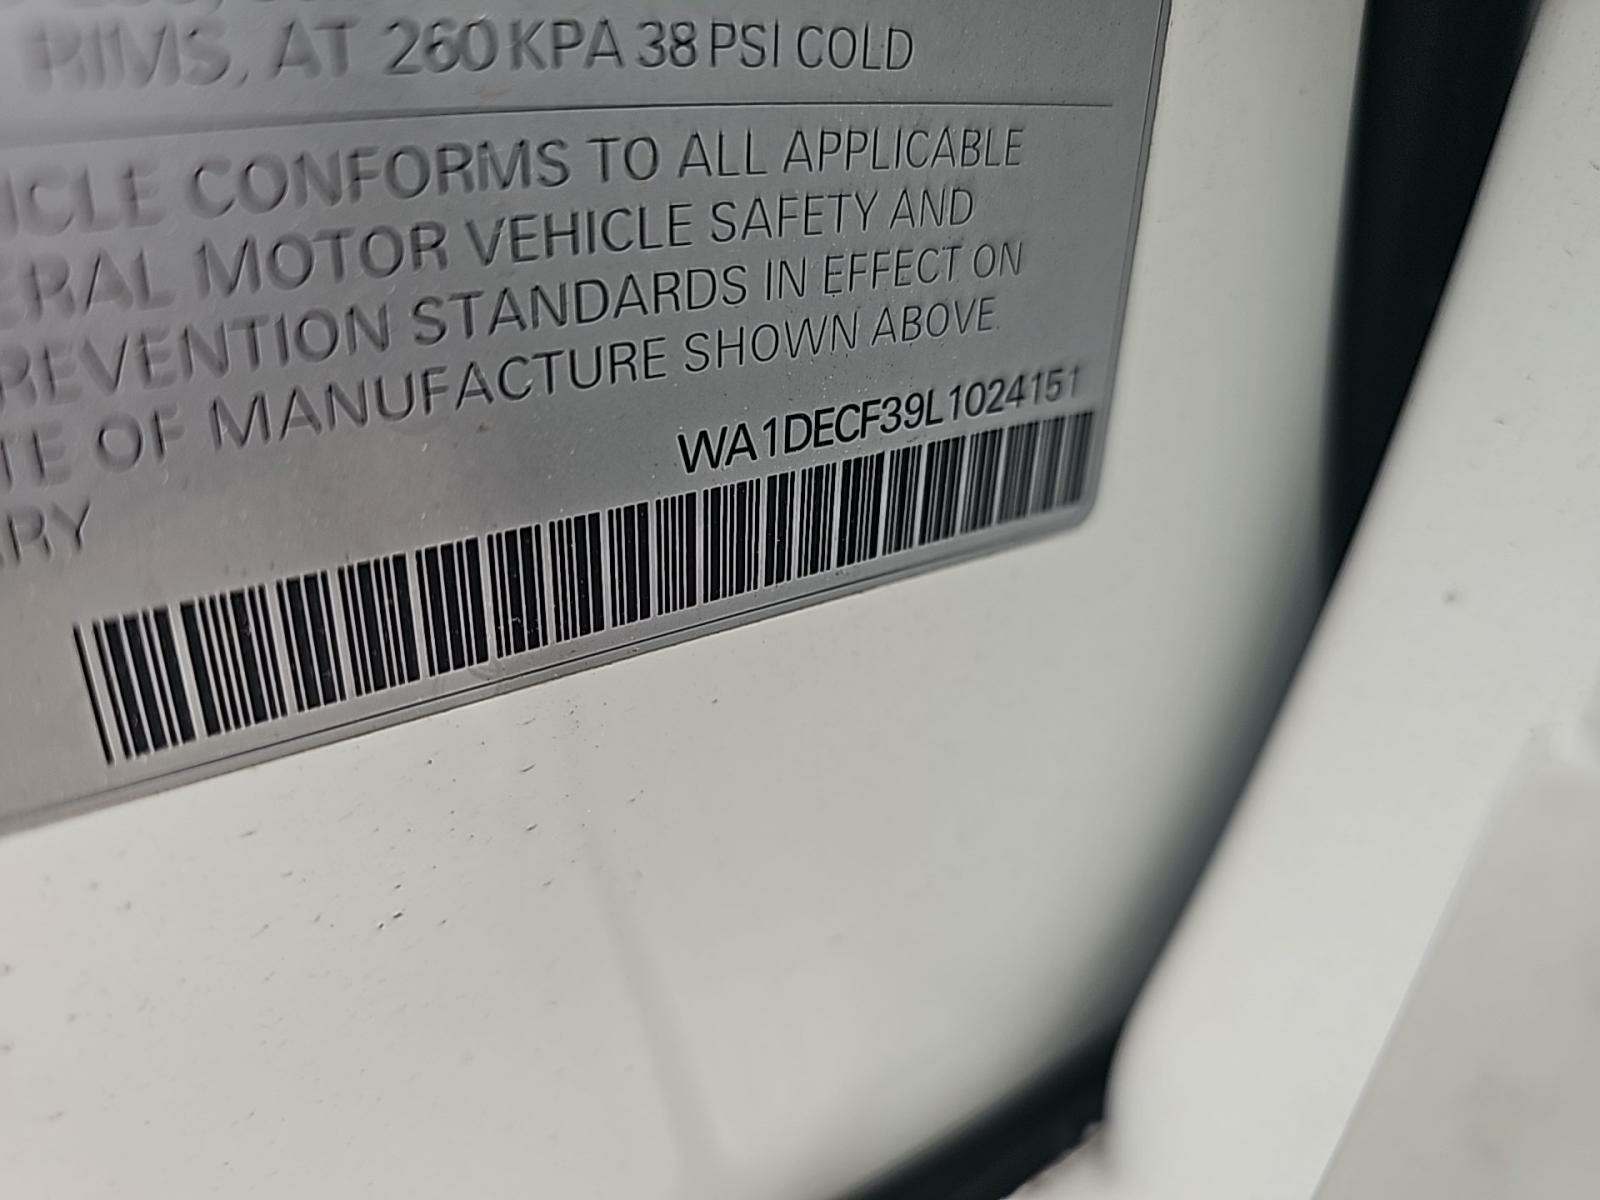 RIMS, AT 260 KPA 38 PSI COLD
ICLE CONFORMS TO ALL APPLICABLE
ERAL MOTOR VEHICLE SAFETY AND
REVENTION STANDARDS IN EFFECT ON
TE OF MANUFACTURE SHOWN ABOVE.
ARY
WA1DECF39L1024151